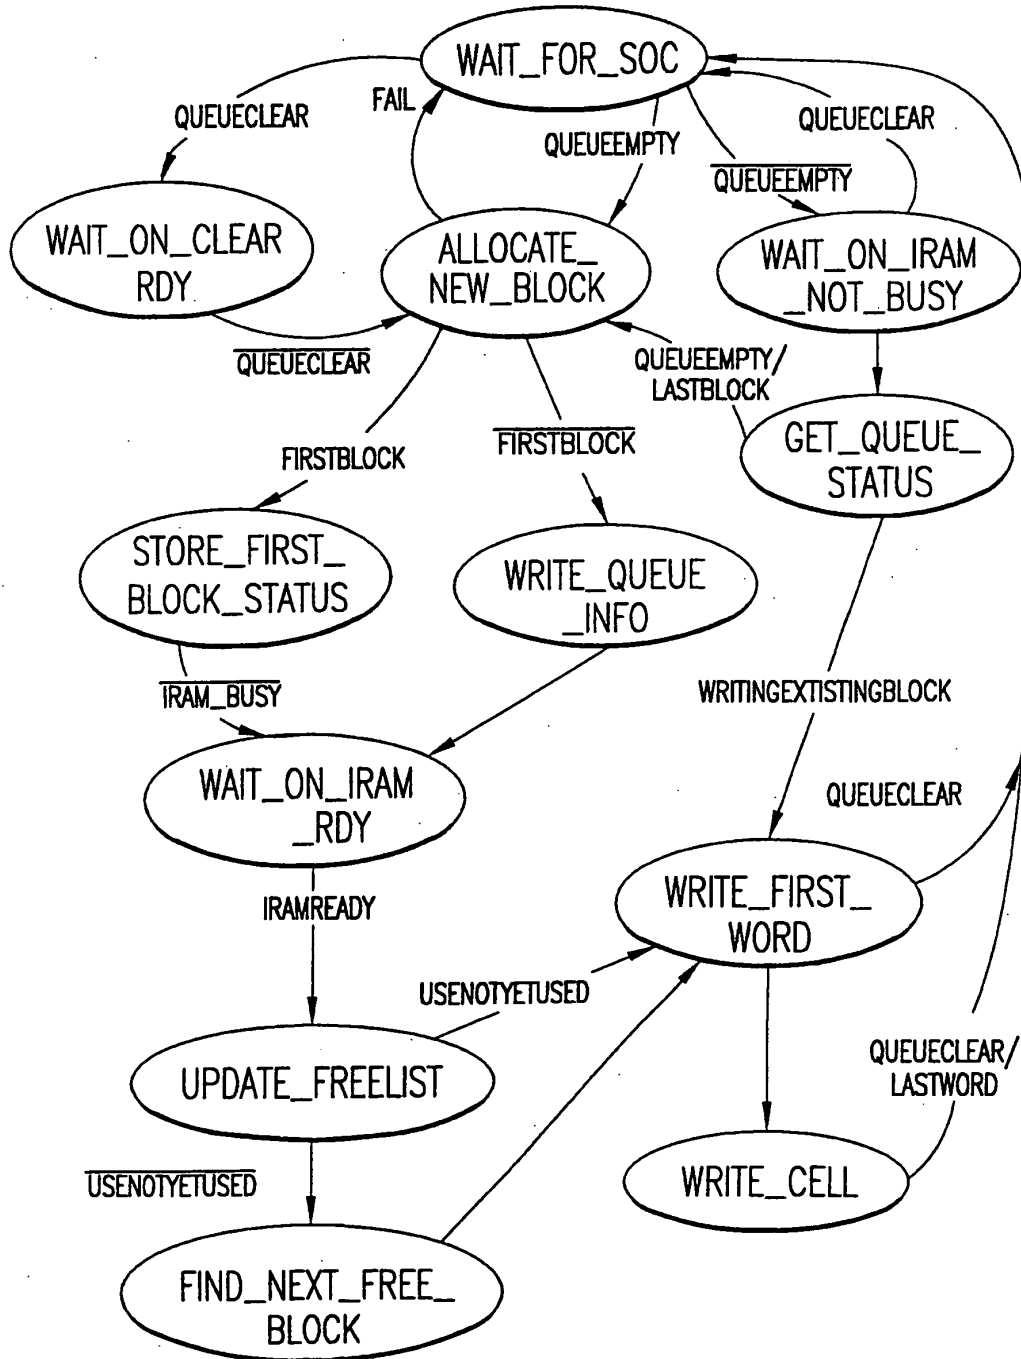 WAIT_FOR_SOC
FAIL
QUEUECLEAR
QUEUEEMPTY
QUEUECLEAR
QUEUEEMPTY
WAIT_ON_CLEAR
RDY
ALLOCATE_
NEW_BLOCK
WAIT_ON_IRAM
_NOT_BUSY
QUEUECLEAR
QUEUEEMPTY/
LASTBLOCK
GET_QUEUE_
STATUS
FIRSTBLOCK
FIRSTBLOCK
STORE_FIRST_
BLOCK_STATUS
WRITE_QUEUE
_INFO
IRAM_BUSY
WRITINGEXTISTINGBLOCK
WAIT_ON_IRAM
_RDY
QUEUECLEAR
IRAMREADY
WRITE_FIRST_
WORD
USENOTYETUSED
UPDATE_FREELIST
QUEUECLEAR/
LASTWORD
USENOTYETUSED
WRITE_CELL
FIND_NEXT_FREE_
BLOCK